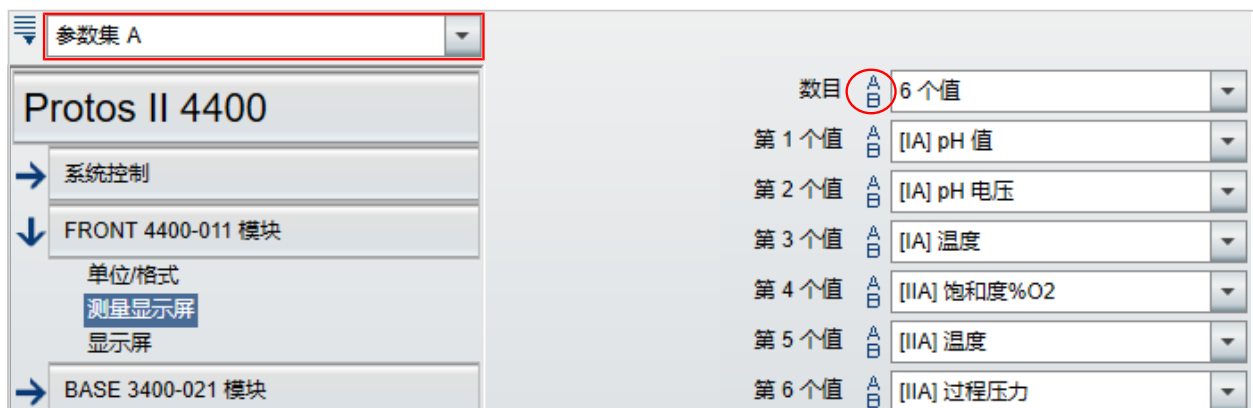 参数集 A
Protos II 4400
系统控制
FRONT 4400-011 模块
单位/格式
测量显示屏
显示屏
BASE 3400-021 模块
数目 A B 6 个值
第 1 个值 A B [IA] pH 值
第 2 个值 A B [IA] pH 电压
第 3 个值 A B [IA] 温度
第 4 个值 A B [IIA] 饱和度%O2
第 5 个值 A B [IIA] 温度
第 6 个值 A B [IIA] 过程压力